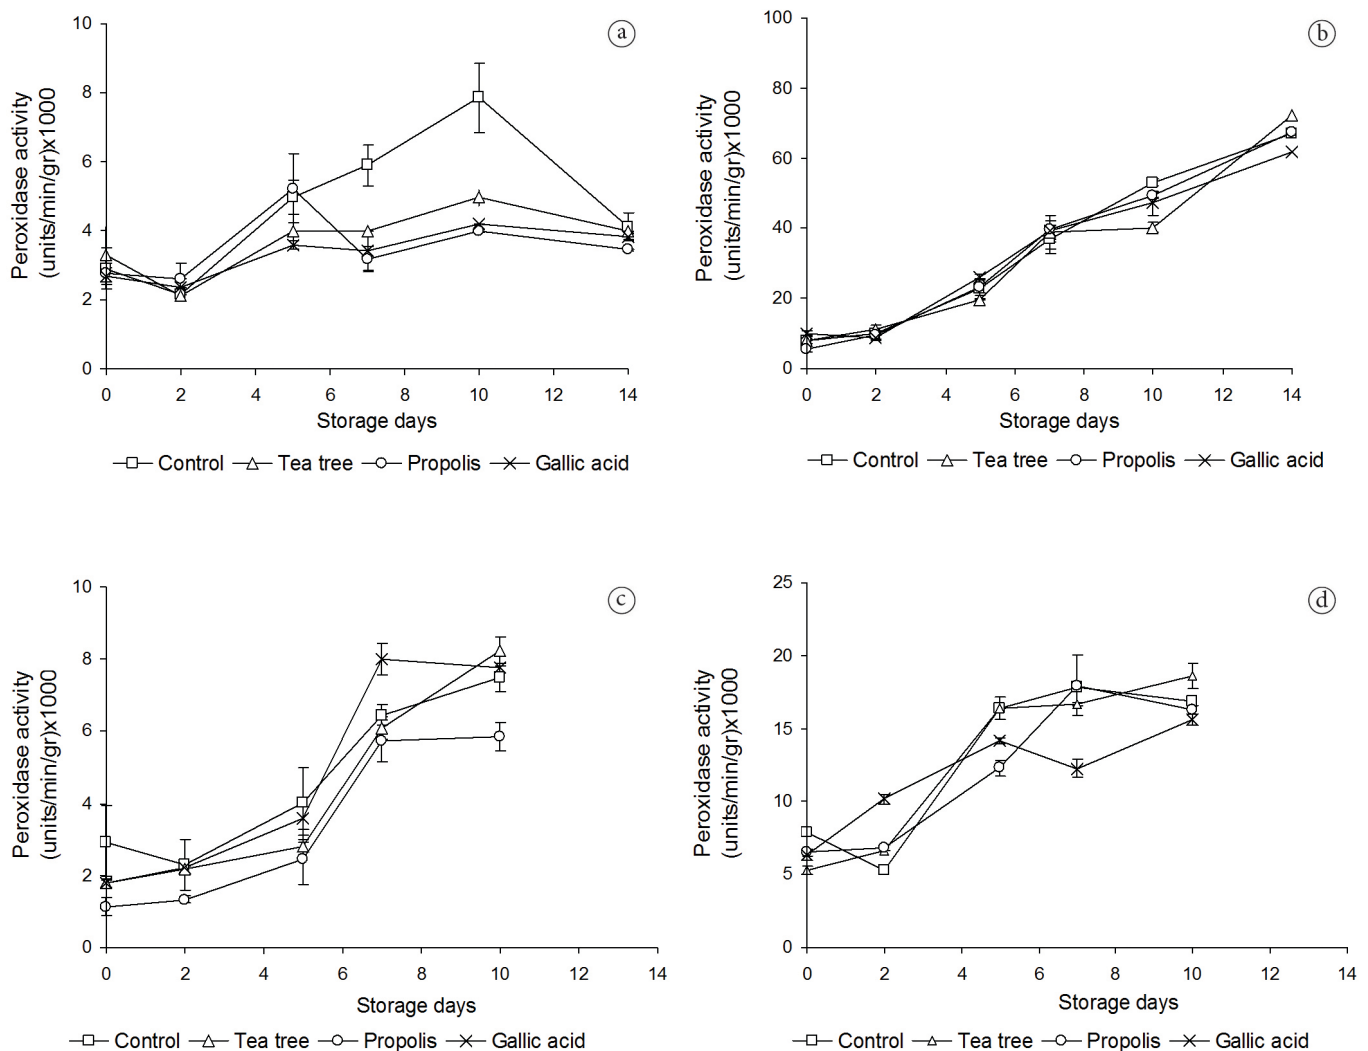 a
Peroxidase activity
(units/min/gr)x1000
10
8
6
4
2
0
0 2 4 6 8 10 12 14
Storage days
Control Tea tree Propolis Gallic acid
b
Peroxidase activity
(units/min/gr)x1000
100
80
60
40
20
0
0 2 4 6 8 10 12 14
Storage days
Control Tea tree Propolis Gallic acid
c
Peroxidase activity
(units/min/gr)x1000
10
8
6
4
2
0
0 2 4 6 8 10 12 14
Storage days
Control Tea tree Propolis Gallic acid
d
Peroxidase activity
(units/min/gr)x1000
25
20
15
10
5
0
0 2 4 6 8 10 12 14
Storage days
Control Tea tree Propolis Gallic acid